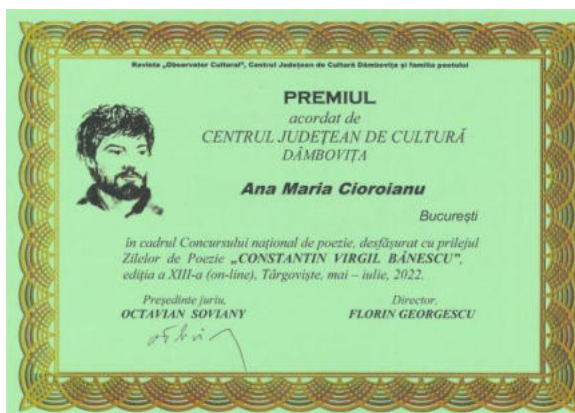 Revista „Observator Cultural”, Centrul Județean de Cultură Dâmbovița și familia poetului
PREMIUL
acordat de
CENTRUL JUDEȚEAN DE CULTURĂ
DÂMBOVIȚA
Ana Maria Cioroianu
București
în cadrul Concursului național de poezie, desfășurat cu prilejul
Zilelor de Poezie „CONSTANTIN VIRGIL BĂNESCU”,
ediția a XIII-a (on-line), Târgoviște, mai – iulie, 2022.
Președinte juriu,
OCTAVIAN SOVIANY
Director,
FLORIN GEORGESCU